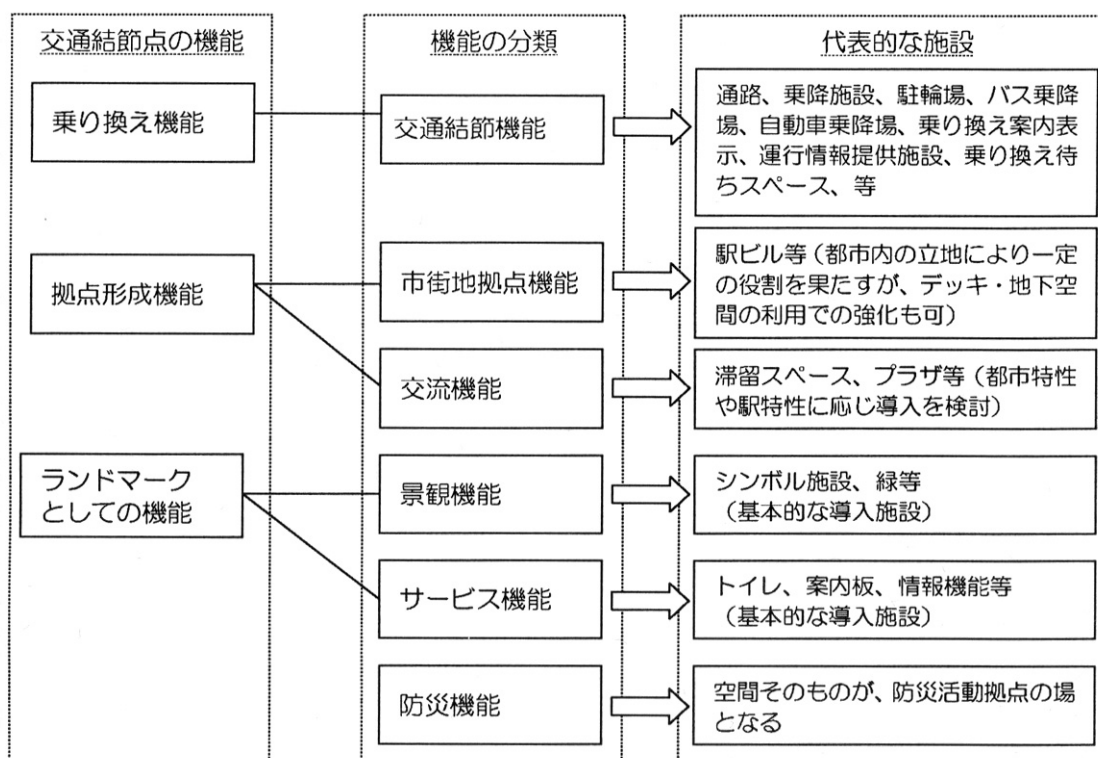 交通結節点の機能
機能の分類
代表的な施設
乗り換え機能
交通結節機能
通路、乗降施設、駐輪場、バス乗降
場、自動車乗降場、乗り換え案内表
示、運行情報提供施設、乗り換え待
ちスペース、等
拠点形成機能
市街地拠点機能
駅ビル等（都市内の立地により一定
の役割を果たすが、デッキ・地下空
間の利用での強化も可）
交流機能
滞留スペース、プラザ等（都市特性
や駅特性に応じ導入を検討）
ランドマーク
としての機能
景観機能
シンボル施設、緑等
（基本的な導入施設）
サービス機能
トイレ、案内板、情報機能等
（基本的な導入施設）
防災機能
空間そのものが、防災活動拠点の場
となる